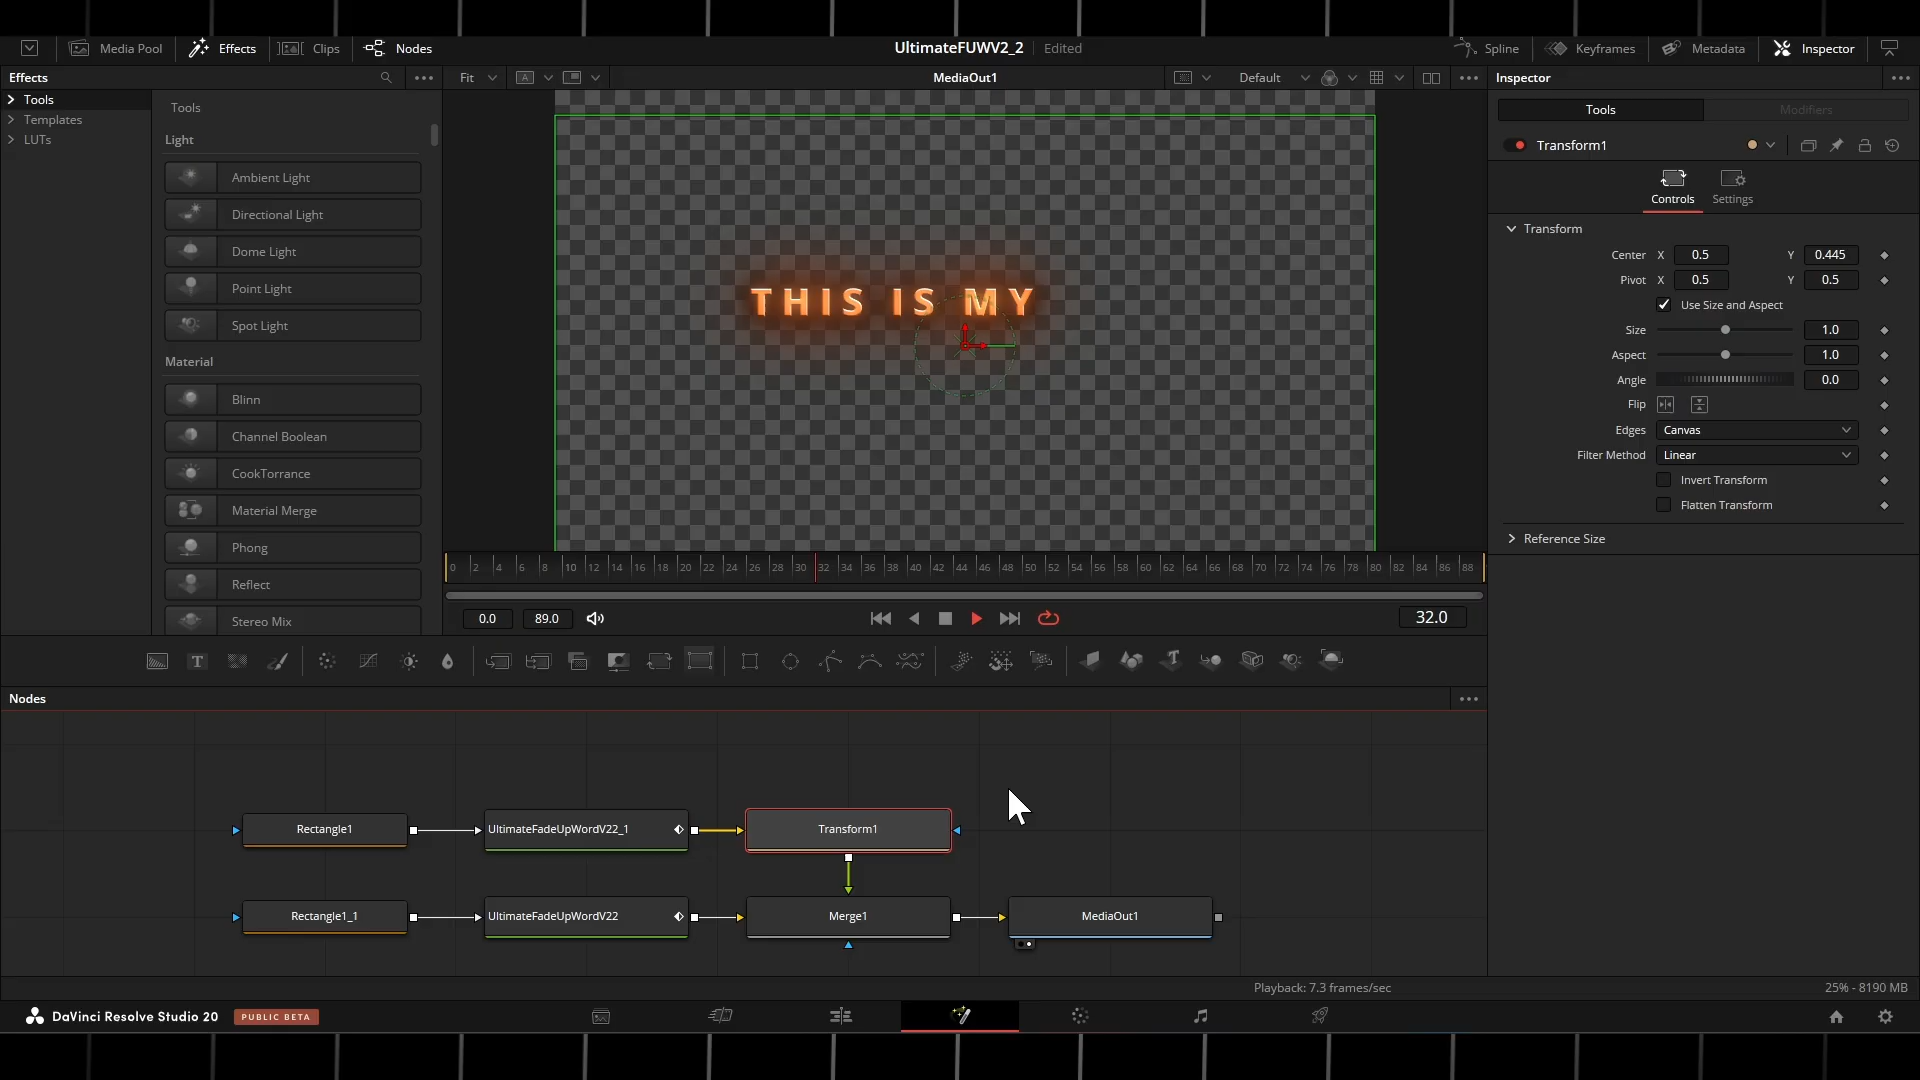 Media Pool
Effects
Clips
Nodes
UltimateFUWV2_2
Edited
Spline
Keyframes
Metadata
Inspector
Effects
Fit
A
MediaOut1
Default
Inspector
Tools
Templates
LUTs
Tools
Light
Ambient Light
Directional Light
Dome Light
Point Light
Spot Light
Material
Blinn
Channel Boolean
CookTorrance
Material Merge
Phong
Reflect
Stereo Mix
THIS IS MY
Tools
Modifiers
Transform1
Controls
Settings
Transform
Center X 0.5 Y 0.445
Pivot X 0.5 Y 0.5
Use Size and Aspect
Size 1.0
Aspect 1.0
Angle 0.0
Flip
Edges Canvas
Filter Method Linear
Invert Transform
Flatten Transform
Reference Size
0 2 4 6 8 10 12 14 16 18 20 22 24 26 28 30 32 34 36 38 40 42 44 46 48 50 52 54 56 58 60 62 64 66 68 70 72 74 76 78 80 82 84 86 88
0.0
89.0
32.0
T
Nodes
Rectangle1
UltimateFadeUpWordV22_1
Transform1
Rectangle1_1
UltimateFadeUpWordV22
Merge1
MediaOut1
Playback: 7.3 frames/sec
25% - 8190 MB
DaVinci Resolve Studio 20
PUBLIC BETA